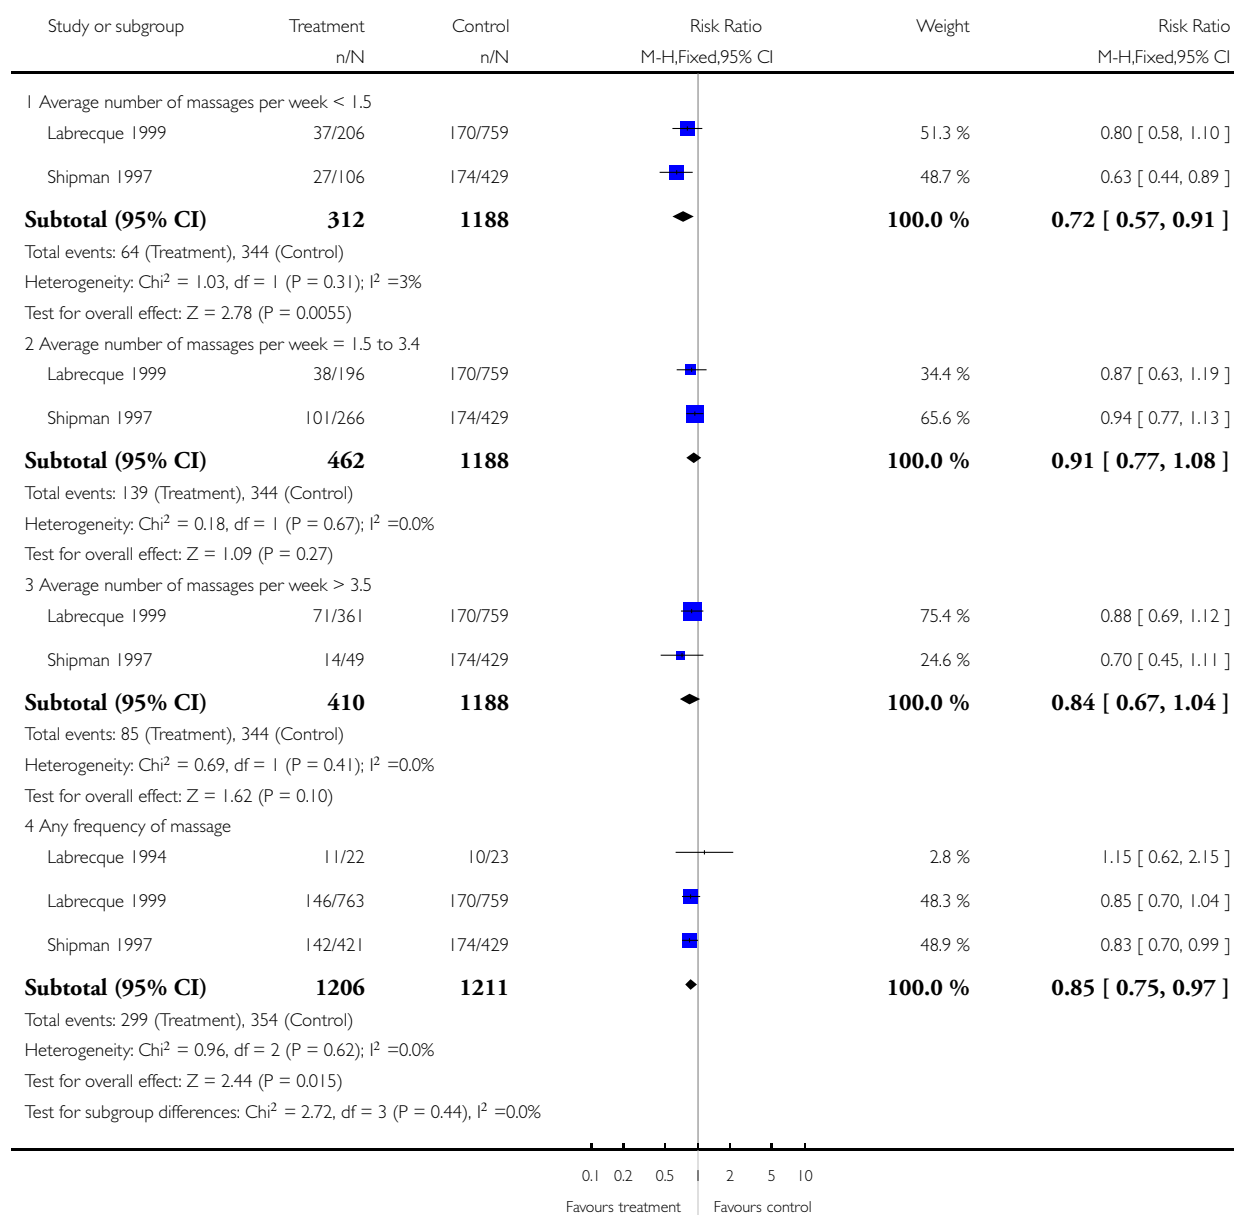 Study or subgroup Treatment Control Risk Ratio Weight Risk Ratio
n/N n/N M-H,Fixed,95% CI M-H,Fixed,95% CI
1 Average number of massages per week < 1.5
Labrecque 1999 37/206 170/759 51.3 % 0.80 [ 0.58, 1.10 ]
Shipman 1997 27/106 174/429 48.7 % 0.63 [ 0.44, 0.89 ]
Subtotal (95% CI) 312 1188 100.0 % 0.72 [ 0.57, 0.91 ]
Total events: 64 (Treatment), 344 (Control)
Heterogeneity: Chi² = 1.03, df = 1 (P = 0.31); I² =3%
Test for overall effect: Z = 2.78 (P = 0.0055)
2 Average number of massages per week = 1.5 to 3.4
Labrecque 1999 38/196 170/759 34.4 % 0.87 [ 0.63, 1.19 ]
Shipman 1997 101/266 174/429 65.6 % 0.94 [ 0.77, 1.13 ]
Subtotal (95% CI) 462 1188 100.0 % 0.91 [ 0.77, 1.08 ]
Total events: 139 (Treatment), 344 (Control)
Heterogeneity: Chi² = 0.18, df = 1 (P = 0.67); I² =0.0%
Test for overall effect: Z = 1.09 (P = 0.27)
3 Average number of massages per week > 3.5
Labrecque 1999 71/361 170/759 75.4 % 0.88 [ 0.69, 1.12 ]
Shipman 1997 14/49 174/429 24.6 % 0.70 [ 0.45, 1.11 ]
Subtotal (95% CI) 410 1188 100.0 % 0.84 [ 0.67, 1.04 ]
Total events: 85 (Treatment), 344 (Control)
Heterogeneity: Chi² = 0.69, df = 1 (P = 0.41); I² =0.0%
Test for overall effect: Z = 1.62 (P = 0.10)
4 Any frequency of massage
Labrecque 1994 11/22 10/23 2.8 % 1.15 [ 0.62, 2.15 ]
Labrecque 1999 146/763 170/759 48.3 % 0.85 [ 0.70, 1.04 ]
Shipman 1997 142/421 174/429 48.9 % 0.83 [ 0.70, 0.99 ]
Subtotal (95% CI) 1206 1211 100.0 % 0.85 [ 0.75, 0.97 ]
Total events: 299 (Treatment), 354 (Control)
Heterogeneity: Chi² = 0.96, df = 2 (P = 0.62); I² =0.0%
Test for overall effect: Z = 2.44 (P = 0.015)
Test for subgroup differences: Chi² = 2.72, df = 3 (P = 0.44), I² =0.0%
0.1 0.2 0.5 1 2 5 10
Favours treatment Favours control